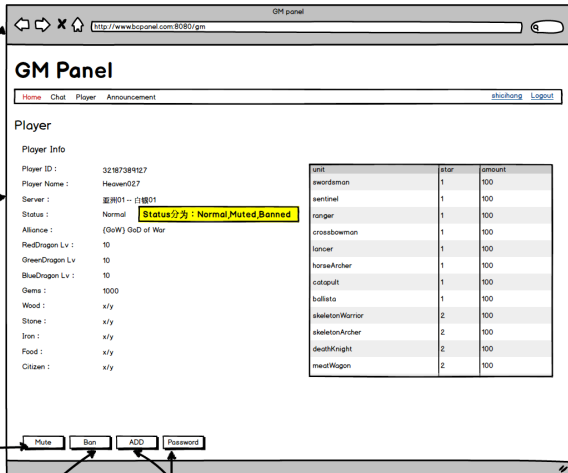 GM panel
http://www.bcpanel.com:8080/gm
GM Panel
Home Chat Player Announcement shicihang Logout
Player
Player Info
Player ID： 32187389127
Player Name： Heaven027
Server： 亚洲01 -- 白银01
Status： Normal Status分为：Normal,Muted,Banned
Alliance： {GoW} GoD of War
RedDragon Lv： 10
GreenDragon Lv 10
BlueDragon Lv： 10
Gems： 1000
Wood： x/y
Stone： x/y
Iron： x/y
Food： x/y
Citizen： x/y
unit star amount
swordsman 1 100
sentinel 1 100
ranger 1 100
crossbowman 1 100
lancer 1 100
horseArcher 1 100
catapult 1 100
ballista 1 100
skeletonWarrior 2 100
skeletonArcher 2 100
deathKnight 2 100
meatWagon 2 100
Mute Ban ADD Password